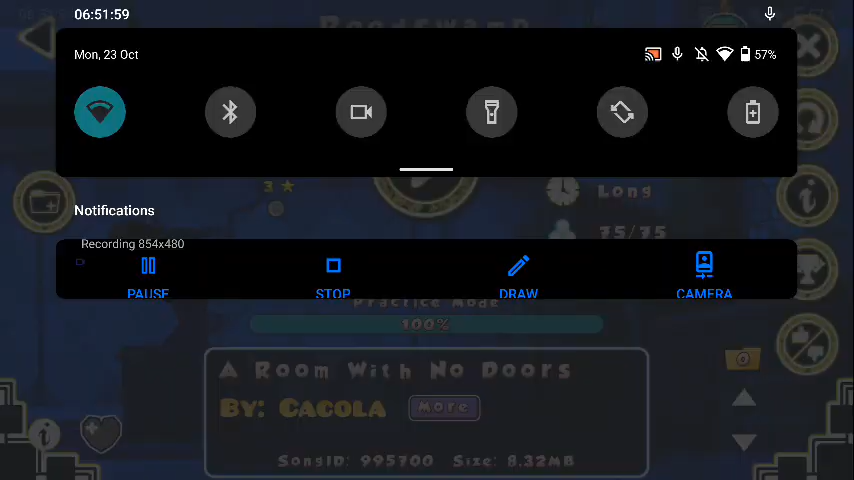 06:51:59
Mon, 23 Oct
57%
3
Long
Notifications
75/75
Recording 854x480
PAUSE
STOP
DRAW
CAMERA
Practice Mode
100%
A Room With No Doors
By: Cacola
More
SongID: 995700 Size: 8.32MB